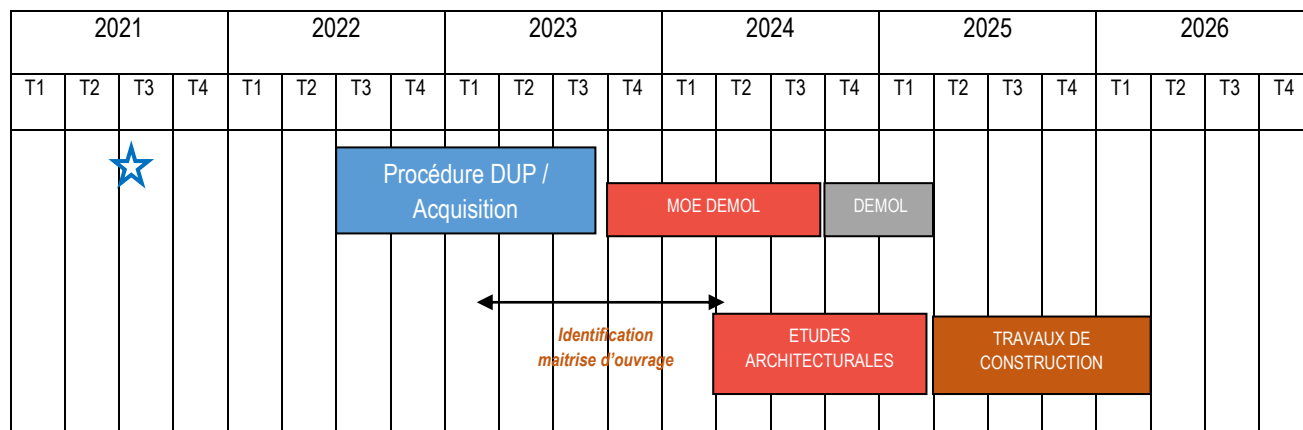 2021 2022 2023 2024 2025 2026
T1 T2 T3 T4 T1 T2 T3 T4 T1 T2 T3 T4 T1 T2 T3 T4 T1 T2 T3 T4 T1 T2 T3 T4
Procédure DUP /
Acquisition
MOE DEMOL
DEMOL
Identification
maitrise d'ouvrage
ETUDES
ARCHITECTURALES
TRAVAUX DE
CONSTRUCTION